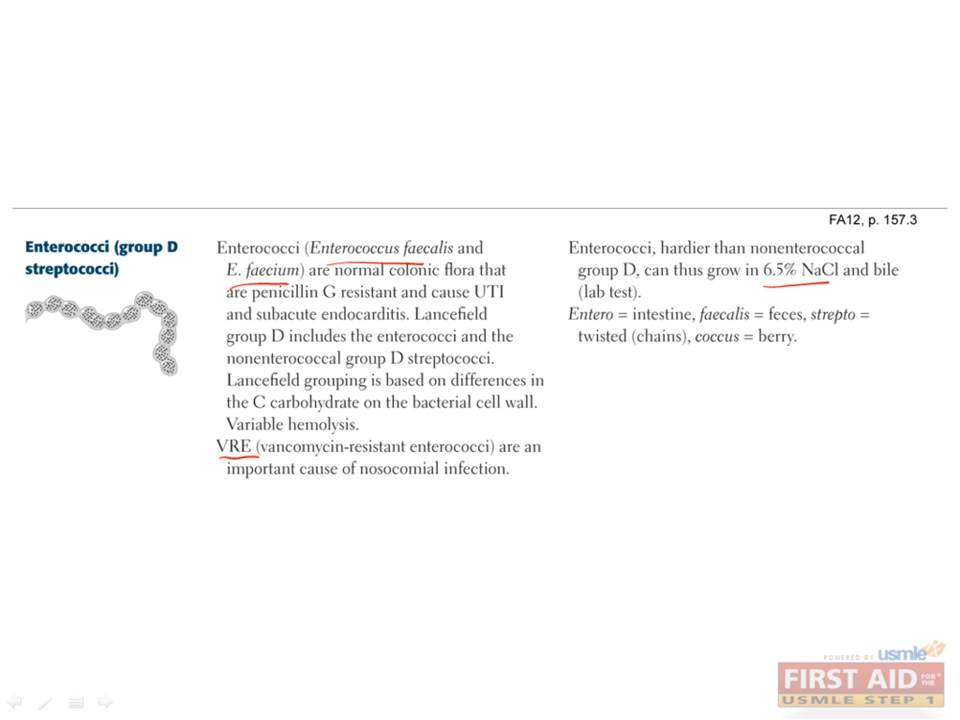 FA12, p. 157.3
Enterococci (group D
streptococci)
Enterococci (Enterococcus faecalis and
E. faecium) are normal colonic flora that
are penicillin G resistant and cause UTI
and subacute endocarditis. Lancefield
group D includes the enterococci and the
nonenterococcal group D streptococci.
Lancefield grouping is based on differences in
the C carbohydrate on the bacterial cell wall.
Variable hemolysis.
VRE (vancomycin-resistant enterococci) are an
important cause of nosocomial infection.
Enterococci, hardier than nonenterococcal
group D, can thus grow in 6.5% NaCl and bile
(lab test).
Entero = intestine, faecalis = feces, strepto =
twisted (chains), coccus = berry.
POWERED BY usmle
FIRST AID FOR THE
USMLE STEP 1